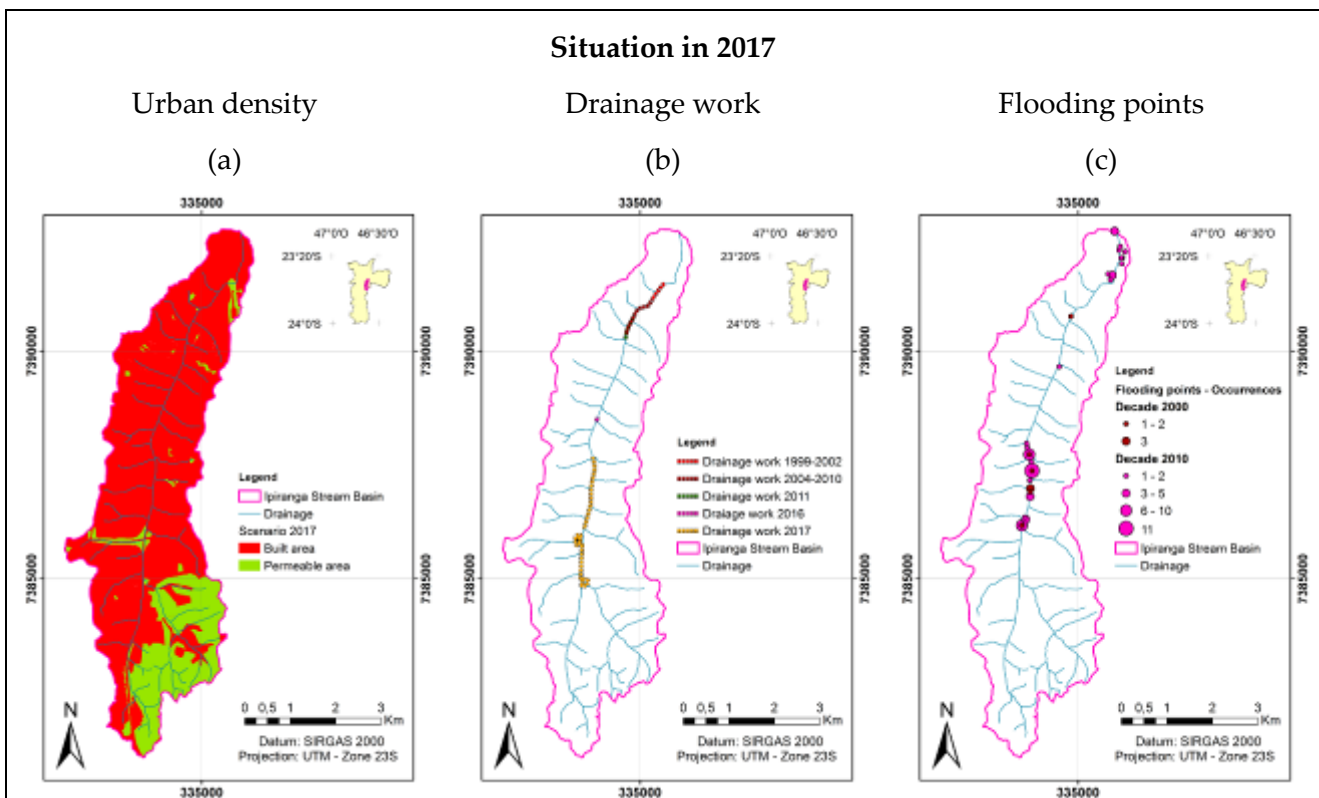 Situation in 2017
Urban density
Drainage work
Flooding points
(a)
(b)
(c)
335000
47°0'O 46°30'O
23°20'S
24°0'S
7390000
7385000
Legend
Ipiranga Stream Basin
Drainage
Scenario 2017
Built area
Permeable area
N
0 0,5 1 2 3
Km
Datum: SIRGAS 2000
Projection: UTM - Zone 23S
335000
335000
47°0'O 46°30'O
23°20'S
24°0'S
7390000
7385000
Legend
Drainage work 1999-2002
Drainage work 2004-2010
Drainage work 2011
Draiage work 2016
Drainage work 2017
Ipiranga Stream Basin
Drainage
N
0 0,5 1 2 3
Km
Datum: SIRGAS 2000
Projection: UTM - Zone 23S
335000
335000
47°0'O 46°30'O
23°20'S
24°0'S
7390000
7385000
Legend
Flooding points - Occurrences
Decade 2000
1 - 2
3
Decade 2010
1 - 2
3 - 5
6 - 10
11
Ipiranga Stream Basin
Drainage
N
0 0,5 1 2 3
Km
Datum: SIRGAS 2000
Projection: UTM - Zone 23S
335000